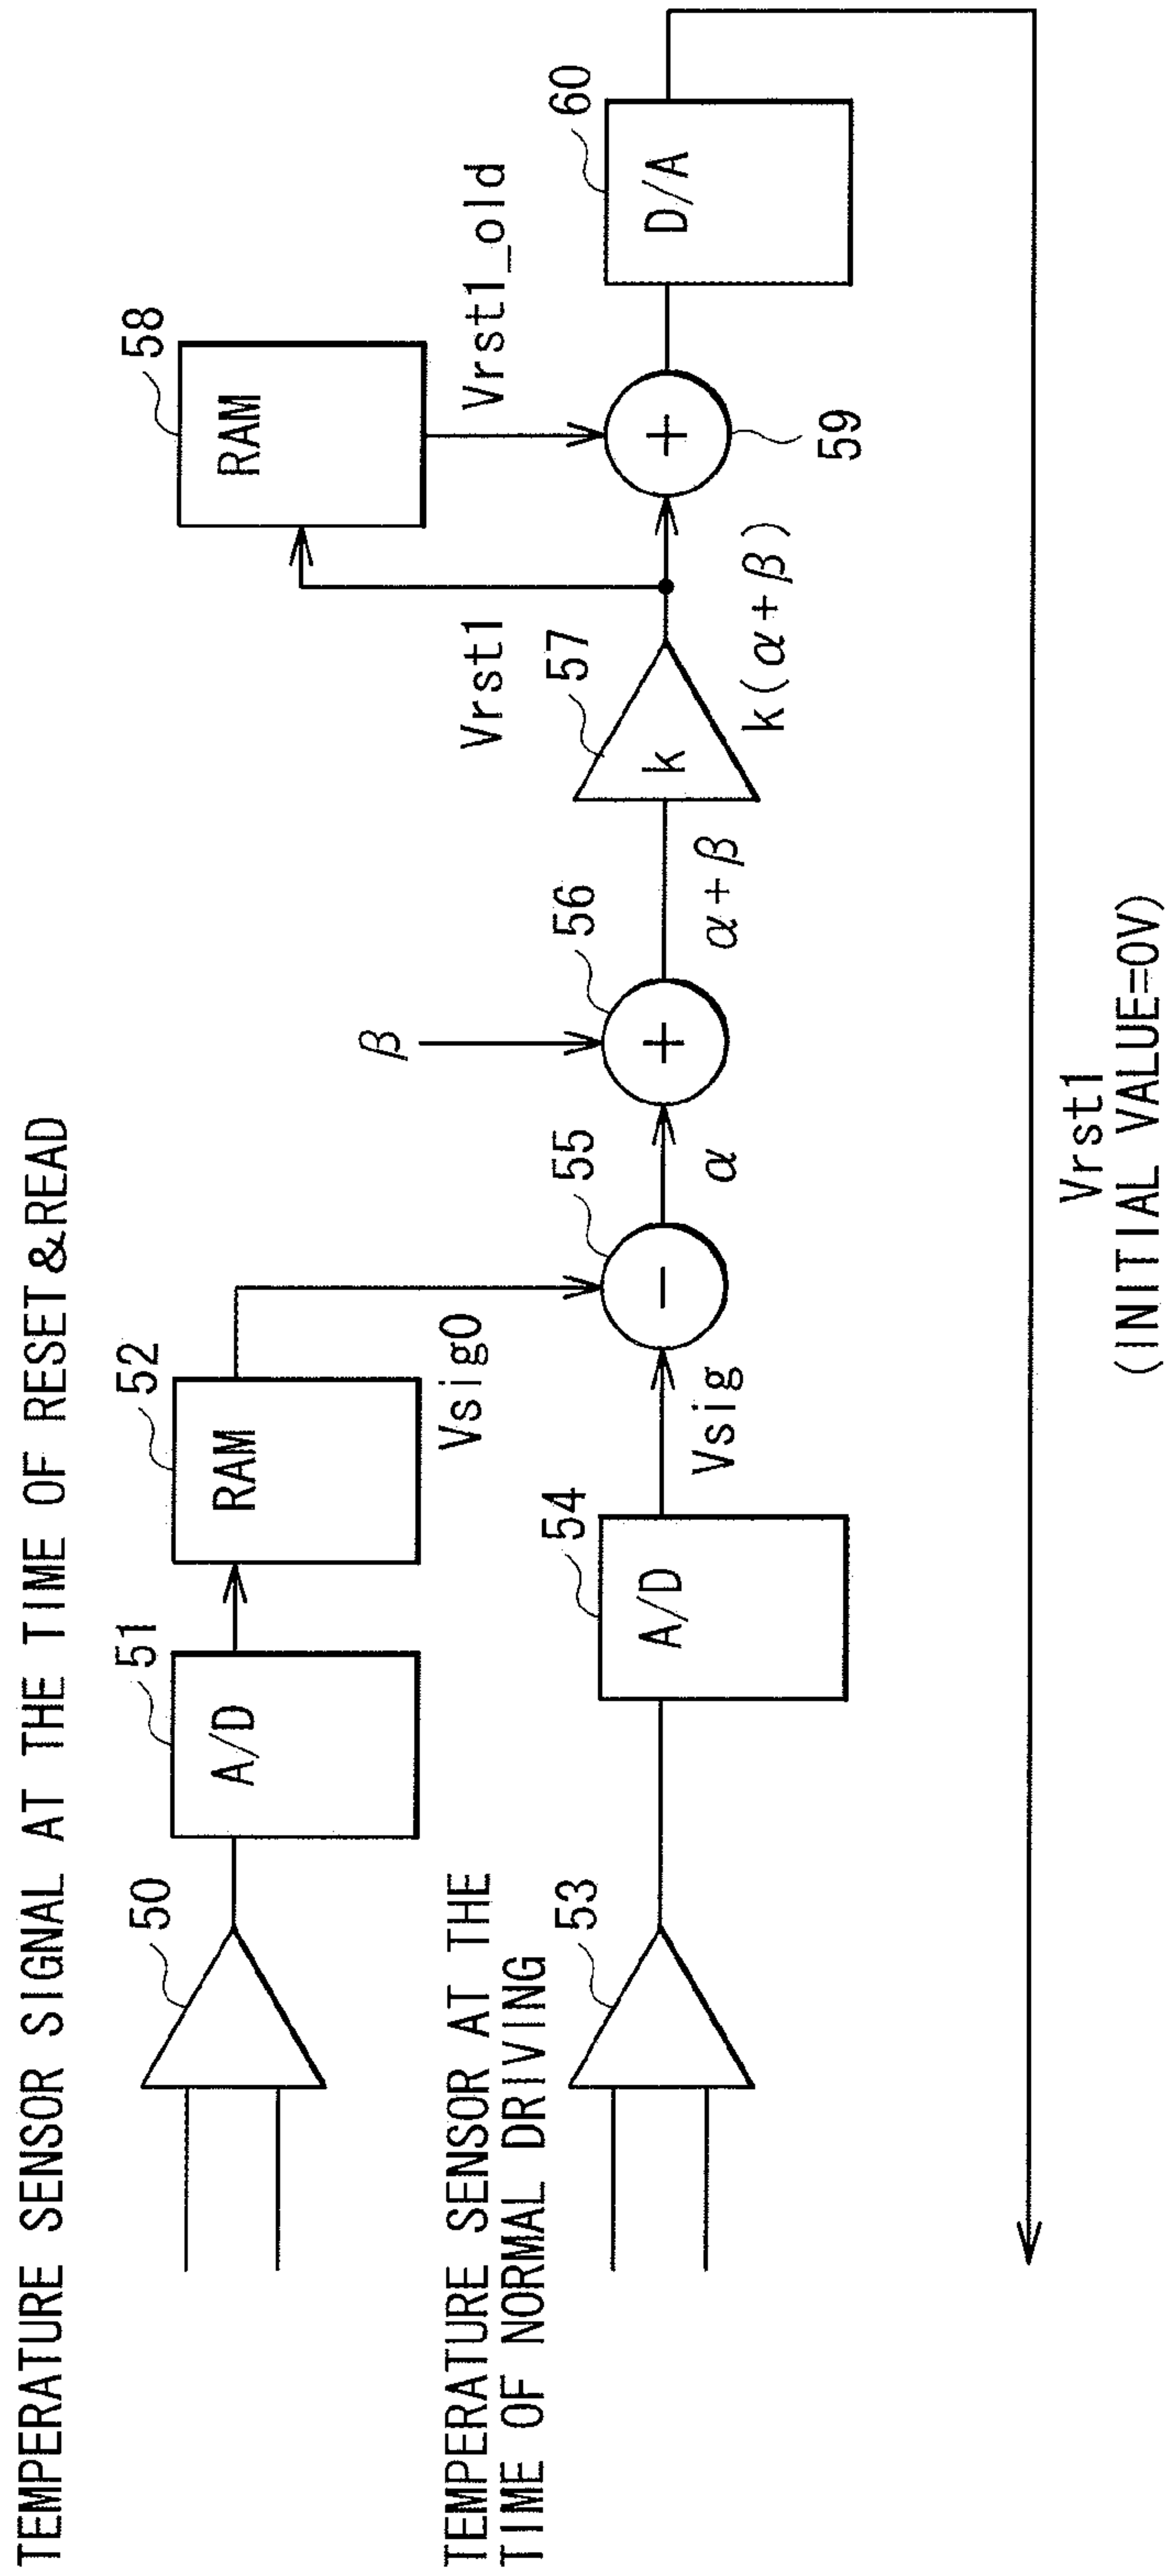 TEMPERATURE SENSOR SIGNAL AT THE TIME OF RESET&READ
50
51
A/D
52
RAM
Vsig0
TEMPERATURE SENSOR AT THE
TIME OF NORMAL DRIVING
53
54
A/D
Vsig
55
−
α
β
56
+
α+β
57
k
Vrst1
k(α+β)
58
RAM
Vrst1_old
+
59
60
D/A
Vrst1
(INITIAL VALUE=0V)